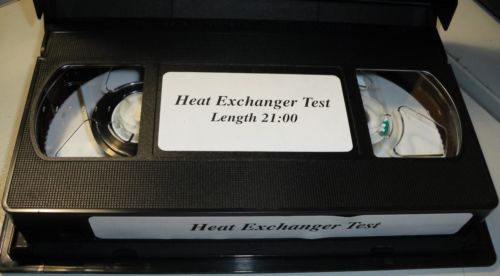 Heat Exchanger Test
Length 21:00
Heat Exchanger Test